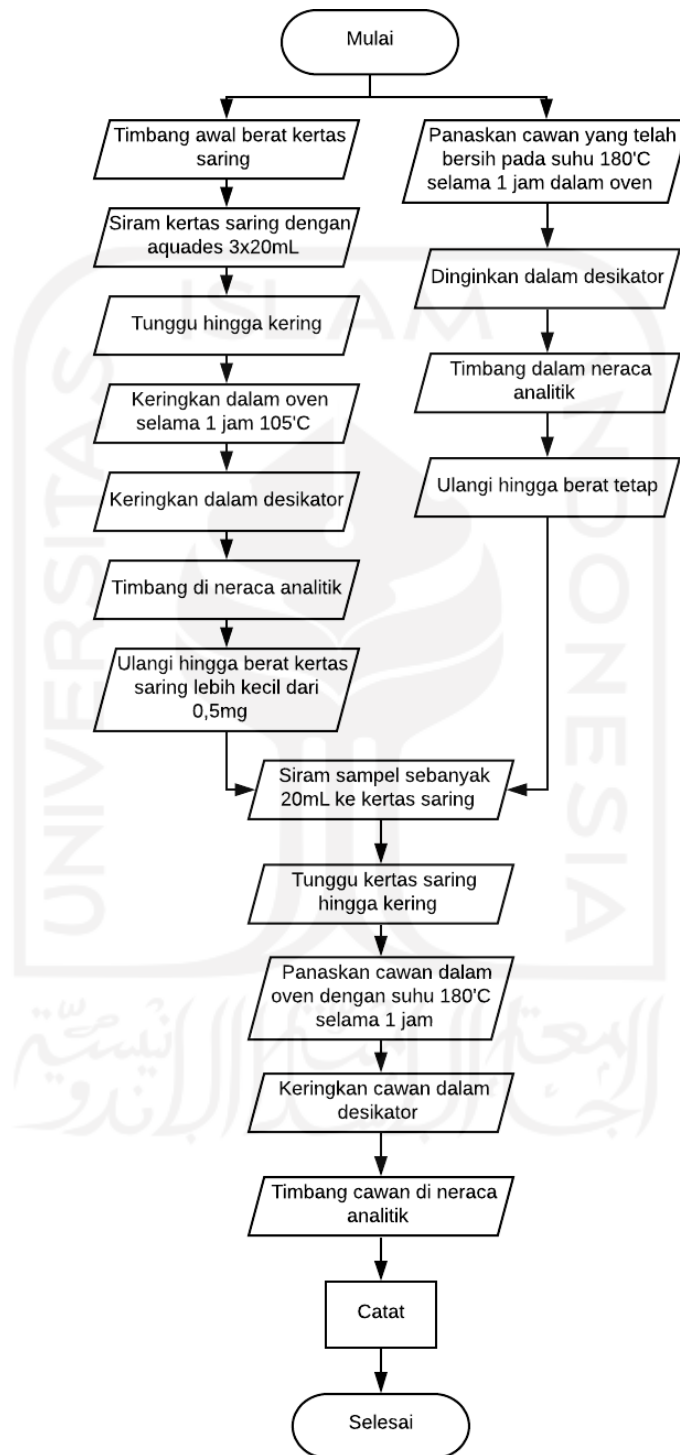 Mulai
Timbang awal berat kertas
saring
Siram kertas saring dengan
aquades 3x20mL
Tunggu hingga kering
Keringkan dalam oven
selama 1 jam 105'C
Keringkan dalam desikator
Timbang di neraca analitik
Ulangi hingga berat kertas
saring lebih kecil dari
0,5mg
Panaskan cawan yang telah
bersih pada suhu 180'C
selama 1 jam dalam oven
Dinginkan dalam desikator
Timbang dalam neraca
analitik
Ulangi hingga berat tetap
Siram sampel sebanyak
20mL ke kertas saring
Tunggu kertas saring
hingga kering
Panaskan cawan dalam
oven dengan suhu 180'C
selama 1 jam
Keringkan cawan dalam
desikator
Timbang cawan di neraca
analitik
Catat
Selesai
UNIVERSITAS
ISLAM
INDONESIA